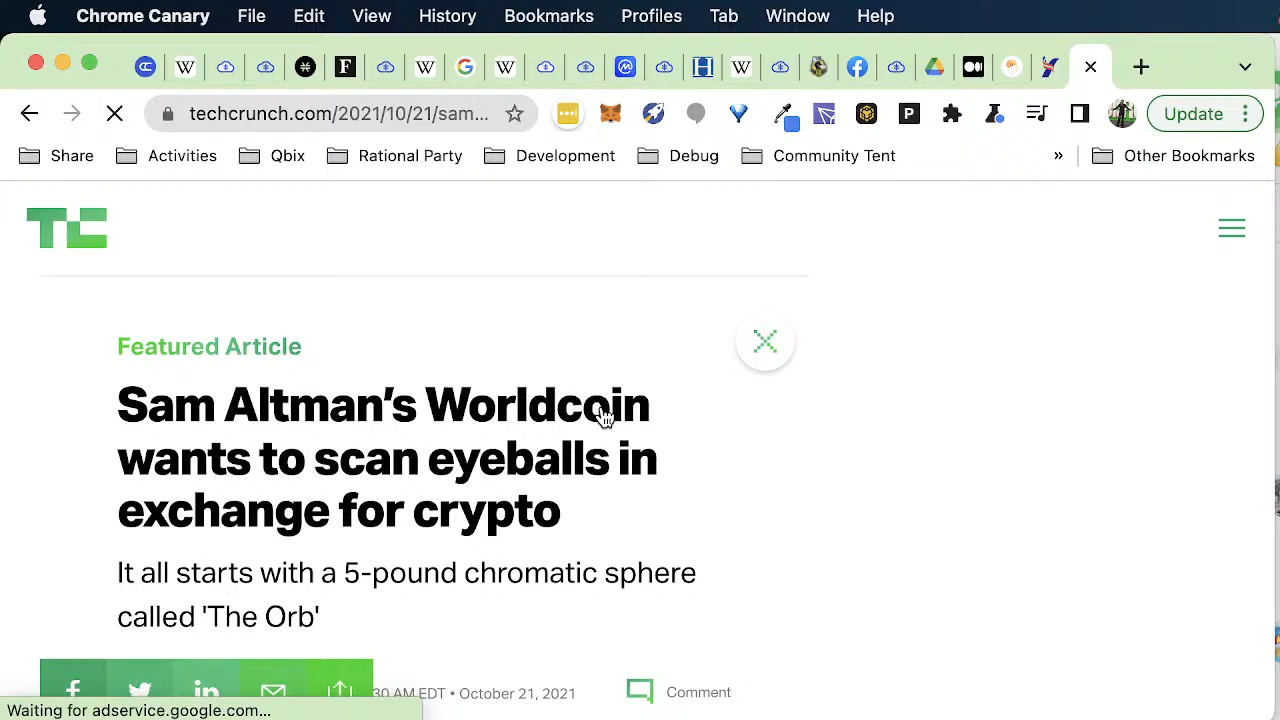 Chrome Canary File Edit View History Bookmarks Profiles Tab Window Help
techcrunch.com/2021/10/21/sam... Update
Share Activities Qbix Rational Party Development Debug Community Tent » Other Bookmarks
TC
Featured Article
Sam Altman's Worldcoin
wants to scan eyeballs in
exchange for crypto
It all starts with a 5-pound chromatic sphere
called 'The Orb'
30 AM EDT • October 21, 2021 Comment
Waiting for adservice.google.com...